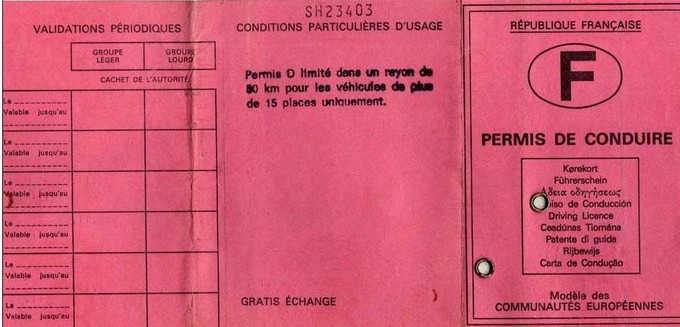 VALIDATIONS PÉRIODIQUES
GROUPE LÉGER
GROUPE LOURD
CACHET DE L'AUTORITÉ
Le
Valable jusqu'au
Le
Valable jusqu'au
Le
Valable jusqu'au
Le
Valable jusqu'au
Le
Valable jusqu'au
Le
Valable jusqu'au
SH23403
CONDITIONS PARTICULIÈRES D'USAGE
Permis D limité dans un rayon de
50 km pour les véhicules de plus
de 15 places uniquement.
GRATIS ÉCHANGE
RÉPUBLIQUE FRANÇAISE
F
PERMIS DE CONDUIRE
Kørekort
Führerschein
Άδεια οδηγήσεως
iso de Conducción
Driving Licence
Ceadúnas Tiomána
Patente di guida
Rijbewijs
Carta de Condução
Modèle des
COMMUNAUTÉS EUROPÉENNES